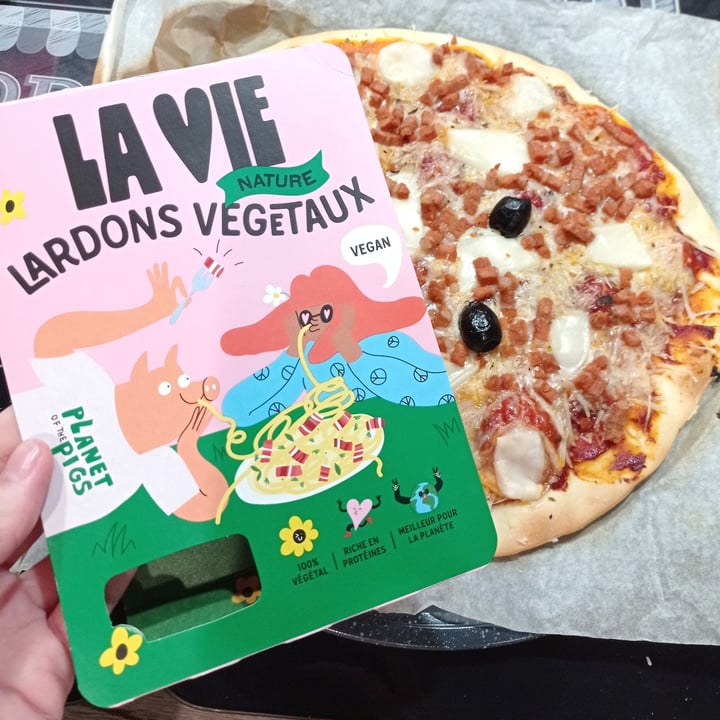 LA VIE
NATURE
LARDONS VÉGÉTAUX
VEGAN
PLANET
OF THE
PIGS
100%
VÉGÉTAL
RICHE EN
PROTÉINES
MEILLEUR POUR
LA PLANÈTE